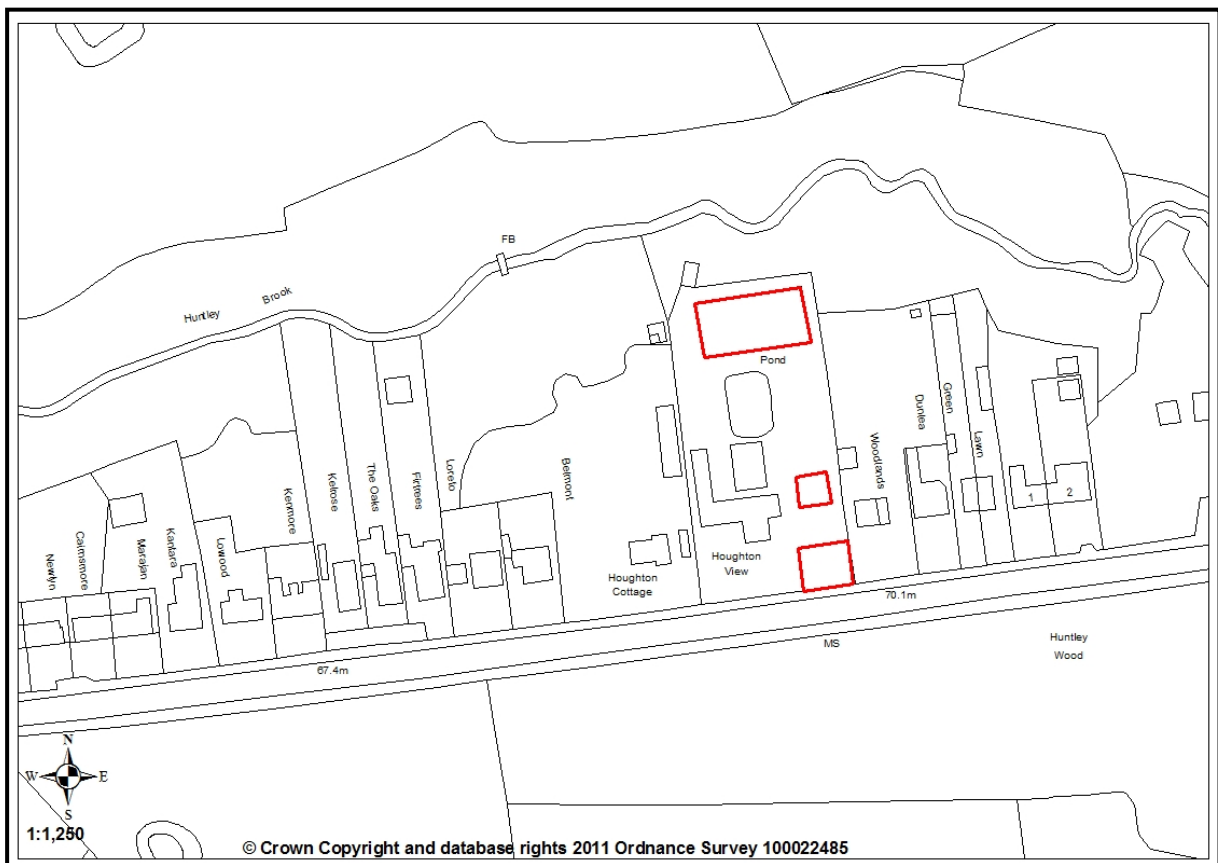 FB
Huntley
Brook
Pond
Newlyn
Cairnsmore
Marajan
Kantara
Lowood
Kenmore
Kelrose
The Oaks
Firtrees
Loreto
Belmont
Houghton
Cottage
Houghton
View
Woodlands
Dunlea
Green
Lawn
1
2
70.1m
67.4m
MS
Huntley
Wood
N
W
E
S
1:1,250
© Crown Copyright and database rights 2011 Ordnance Survey 100022485